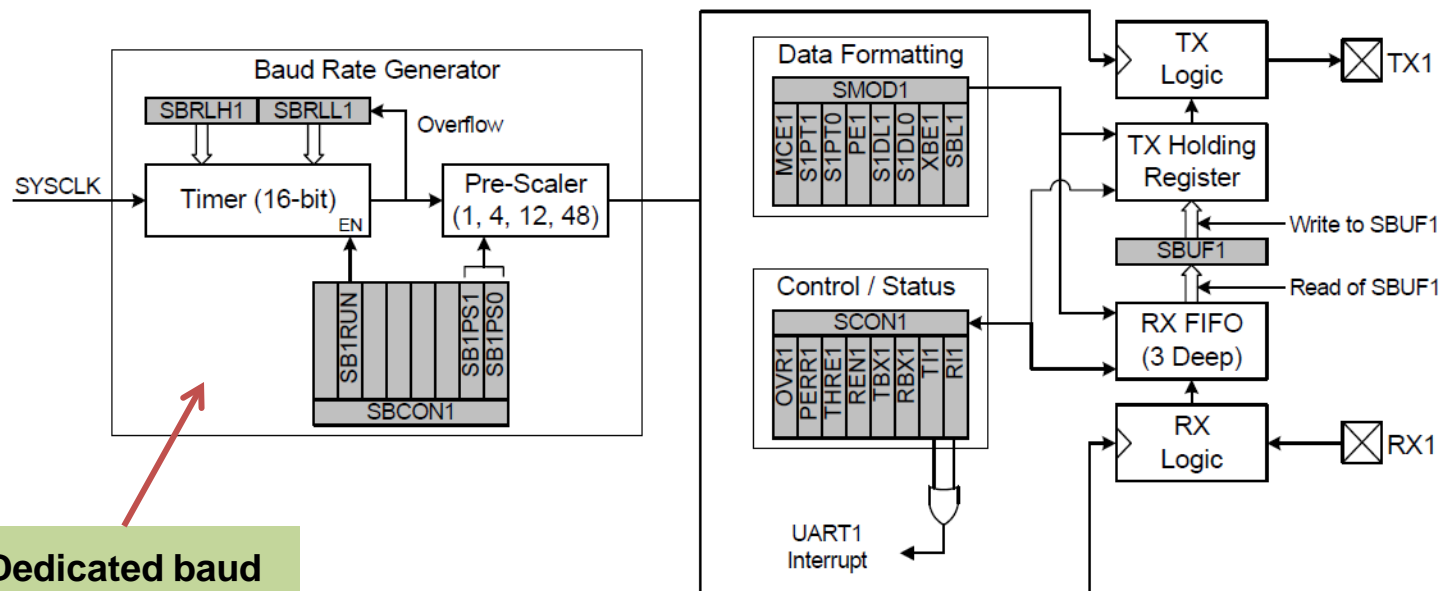 Baud Rate Generator
SBRLH1
SBRLL1
Overflow
SYSCLK
Timer (16-bit)
EN
Pre-Scaler
(1, 4, 12, 48)
SB1RUN
SB1PS1
SB1PS0
SBCON1
Dedicated baud
Data Formatting
SMOD1
MCE1
S1PT1
S1PT0
PE1
S1DL1
S1DL0
XBE1
SBL1
Control / Status
SCON1
OVR1
PERR1
THRE1
REN1
TBX1
RBX1
TI1
RI1
UART1
Interrupt
TX
Logic
TX1
TX Holding
Register
Write to SBUF1
SBUF1
Read of SBUF1
RX FIFO
(3 Deep)
RX
Logic
RX1